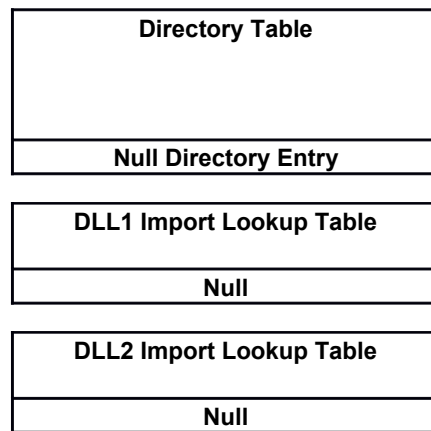 Directory Table
Null Directory Entry
DLL1 Import Lookup Table
Null
DLL2 Import Lookup Table
Null